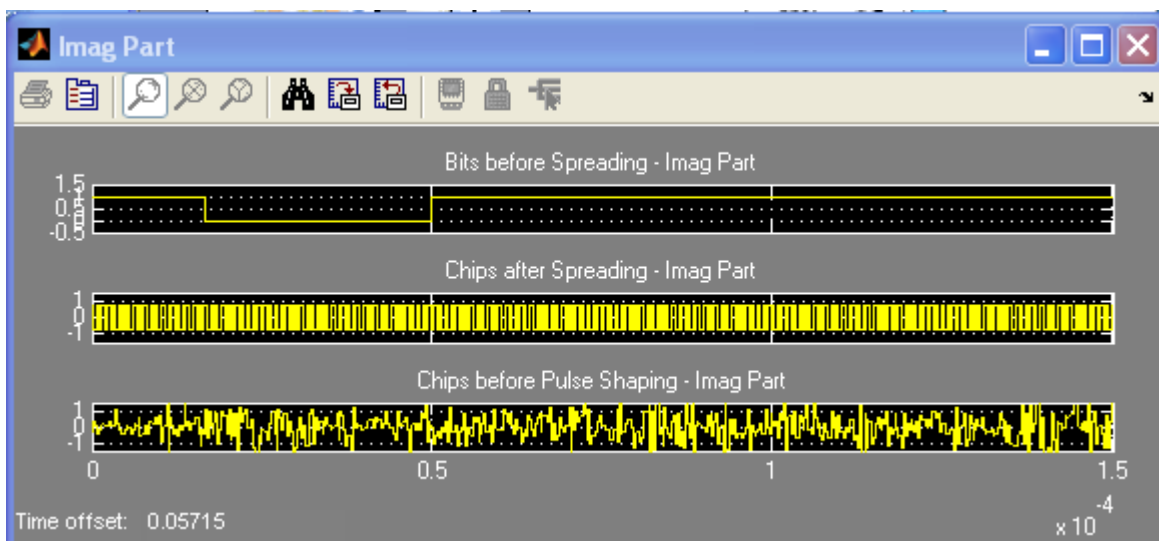 Imag Part
Bits before Spreading - Imag Part
1.5
1
0.5
0
-0.5
Chips after Spreading - Imag Part
1
0
-1
Chips before Pulse Shaping - Imag Part
1
0
-1
0 0.5 1 1.5
x 10 -4
Time offset: 0.05715